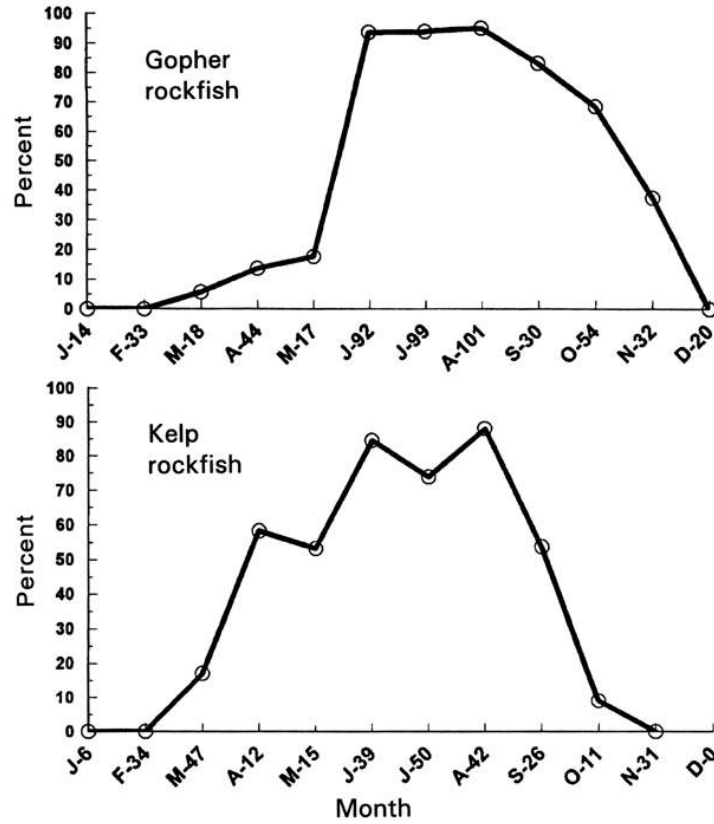 100
90
80
70
60
50
40
30
20
10
0
Percent
Gopher
rockfish
J-14
F-33
M-18
A-44
M-17
J-92
J-99
A-101
S-30
O-54
N-32
D-20
100
90
80
70
60
50
40
30
20
10
0
Percent
Kelp
rockfish
J-6
F-34
M-47
A-12
M-15
J-39
J-50
A-42
S-26
O-11
N-31
D-0
Month